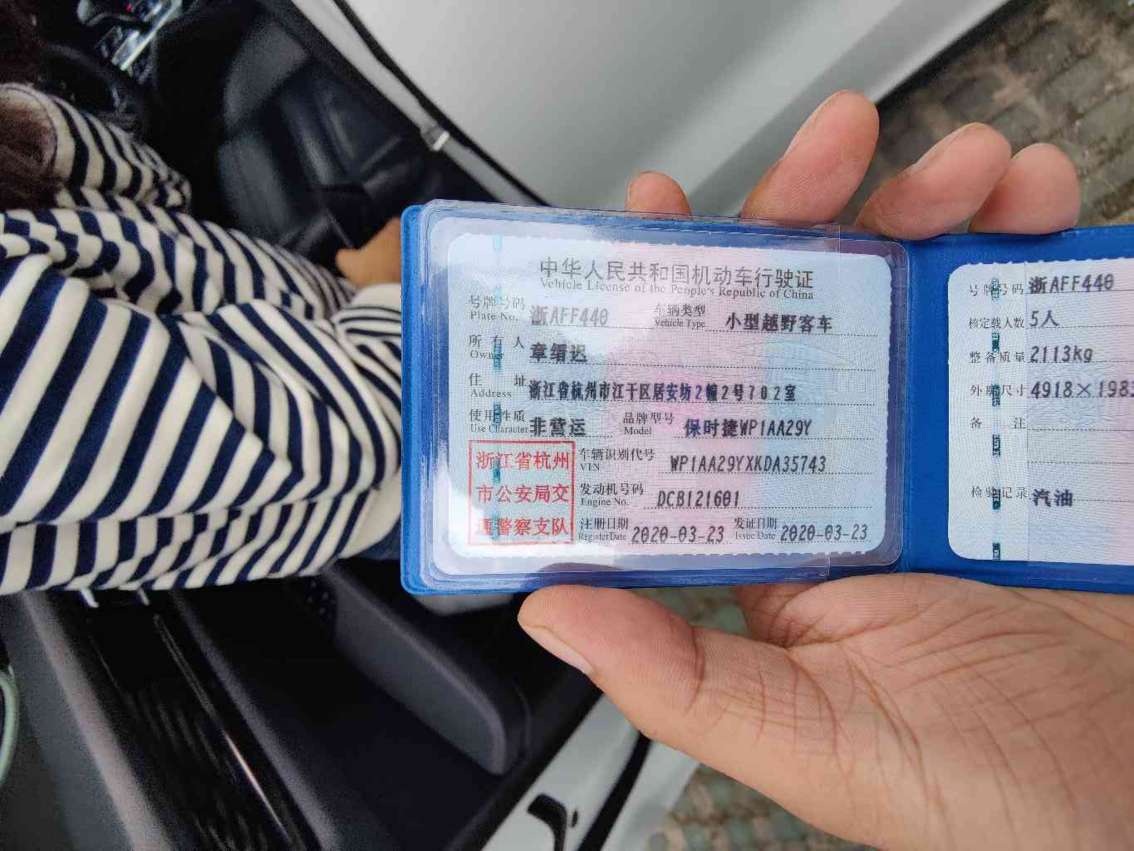 中华人民共和国机动车行驶证
Vehicle License of the People's Republic of China
号牌号码 浙AFF440 车辆类型 小型越野客车
Plate No. Vehicle Type
所有人 章缙迟
Owner
住址 浙江省杭州市江干区居安坊2幢2号702室
Address
使用性质 非营运 品牌型号 保时捷WP1AA29Y
Use Character Model
浙江省杭州
市公安局交
通警察支队
车辆识别代号 WP1AA29YXKDA35743
VIN
发动机号码 DCB121601
Engine No.
注册日期 2020-03-23 发证日期 2020-03-23
Register Date Issue Date
号牌号码 浙AFF440
核定载人数 5人
整备质量 2113kg
外廓尺寸 4918×1983
备注
检验记录 汽油